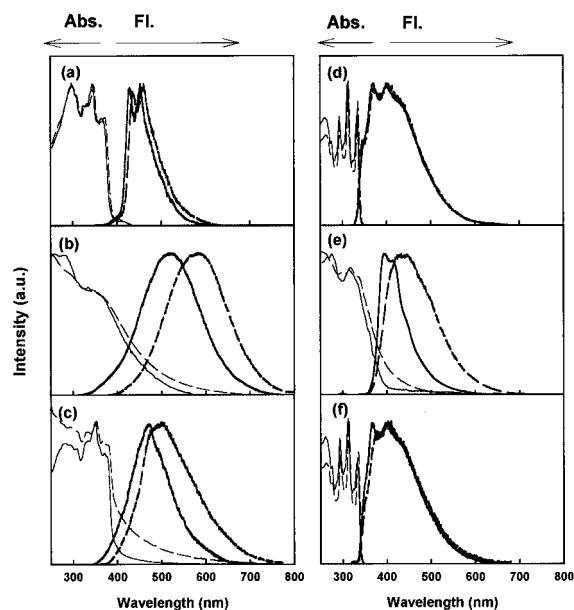 Abs. Fl. Abs. Fl.
(a) (d)
(b) (e)
(c) (f)
Intensity (a.u.)
300 400 500 600 700 800 300 400 500 600 700 800
Wavelength (nm) Wavelength (nm)